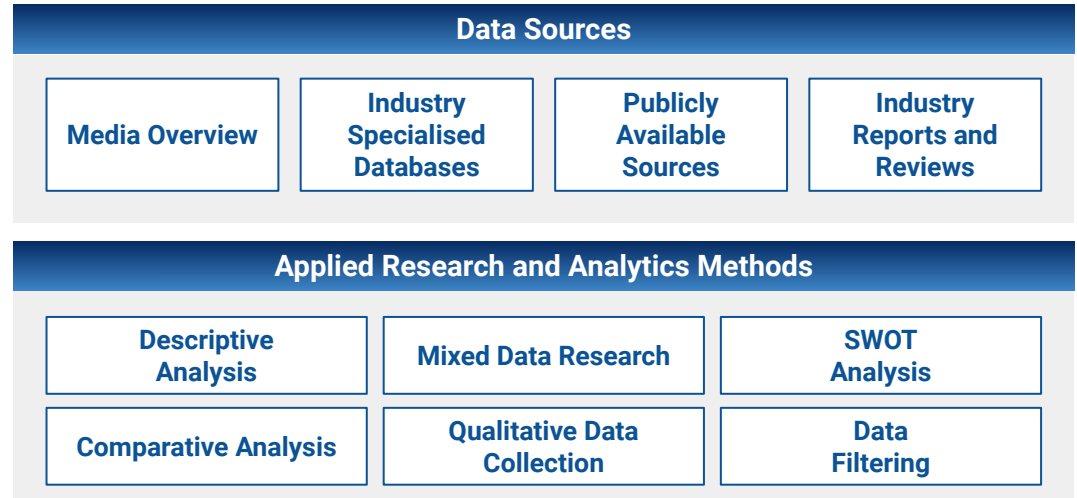 Data Sources
Media Overview
Industry
Specialised
Databases
Publicly
Available
Sources
Industry
Reports and
Reviews
Applied Research and Analytics Methods
Descriptive
Analysis
Mixed Data Research
SWOT
Analysis
Comparative Analysis
Qualitative Data
Collection
Data
Filtering